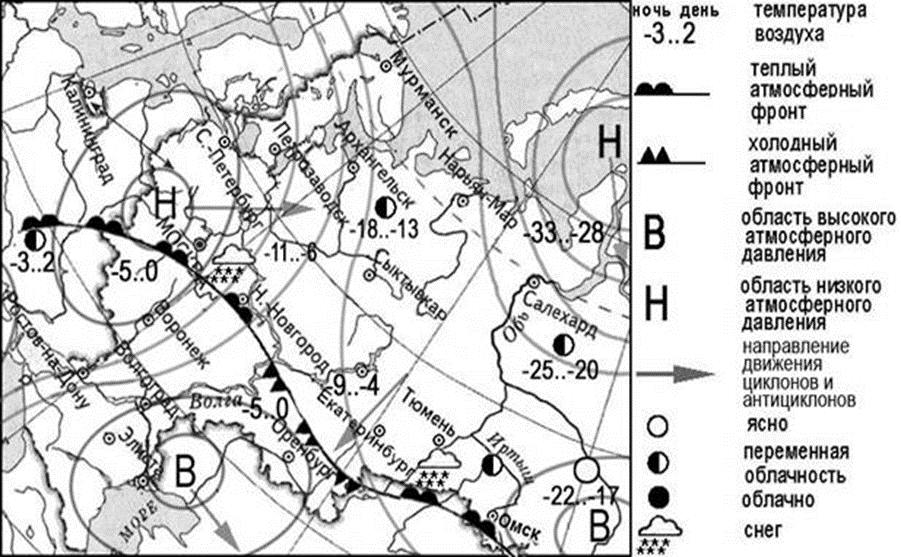 Мурманск
Калининград
С.-Петербург
Петрозаводск
Архангельск
Нарьян-Мар
Н
Н
МОСКВА
-18..-13
-33..-28
-3..2
-5..0
-11..-6
Сыктывкар
Салехард
Обь
Н. Новгород
Воронеж
Ростов-на-Дону
Волгоград
-25..-20
-9..-4
Волга
-5..0
Екатеринбург
Тюмень
Элиста
Оренбург
Иртыш
В
-22..-17
В
МОРЕ
Омск
ночь день
-3..2
температура
воздуха
теплый
атмосферный
фронт
холодный
атмосферный
фронт
В
область высокого
атмосферного
давления
Н
область низкого
атмосферного
давления
направление
движения
циклонов и
антициклонов
ясно
переменная
облачность
облачно
снег